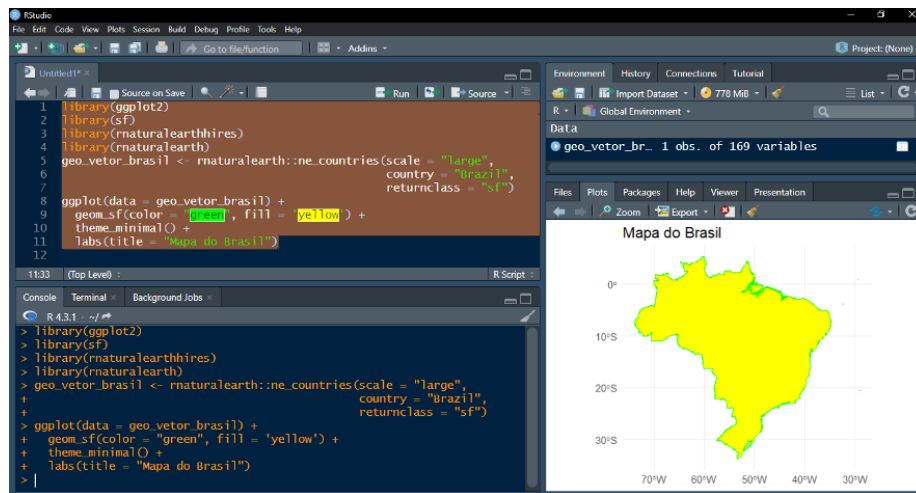 RStudio
File Edit Code View Plots Session Build Debug Profile Tools Help
Go to file/function Addins Project: (None)
Untitled1* ×
Source on Save Run Source
1 library(ggplot2)
2 library(sf)
3 library(rnaturalearthhires)
4 library(rnaturalearth)
5 geo_vetor_brasil <- rnaturalearth::ne_countries(scale = "large",
6 country = "Brazil",
7 returnclass = "sf")
8 ggplot(data = geo_vetor_brasil) +
9 geom_sf(color = "green", fill = 'yellow') +
10 theme_minimal() +
11 labs(title = "Mapa do Brasil")
12
11:33 (Top Level) R Script
Console Terminal × Background Jobs ×
R 4.3.1 · ~/
> library(ggplot2)
> library(sf)
> library(rnaturalearthhires)
> library(rnaturalearth)
> geo_vetor_brasil <- rnaturalearth::ne_countries(scale = "large",
+ country = "Brazil",
+ returnclass = "sf")
> ggplot(data = geo_vetor_brasil) +
+ geom_sf(color = "green", fill = 'yellow') +
+ theme_minimal() +
+ labs(title = "Mapa do Brasil")
>
Environment History Connections Tutorial
Import Dataset 778 MiB List
R Global Environment
Data
geo_vetor_br… 1 obs. of 169 variables
Files Plots Packages Help Viewer Presentation
Zoom Export
Mapa do Brasil
0°
10°S
20°S
30°S
70°W 60°W 50°W 40°W 30°W